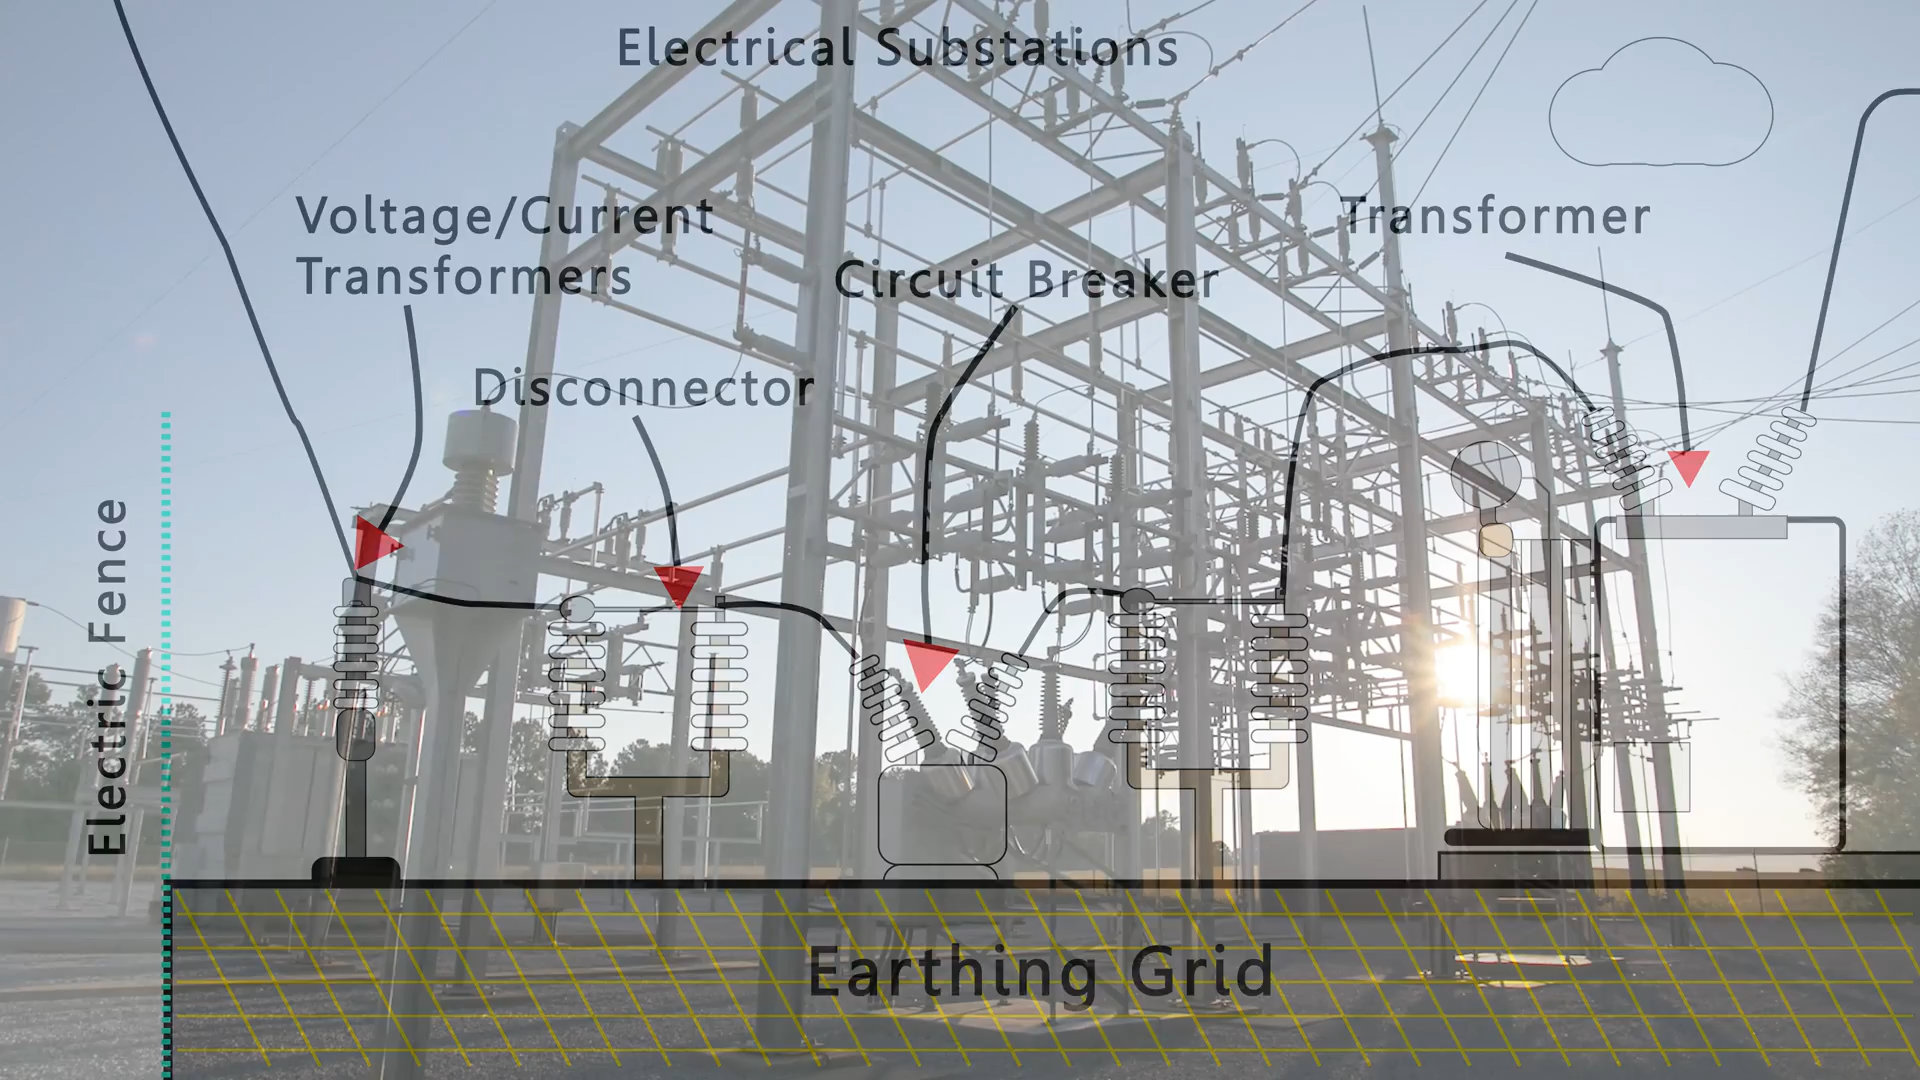 Electrical Substations
Voltage/Current
Transformers
Transformer
Circuit Breaker
Disconnector
Electric Fence
Earthing Grid